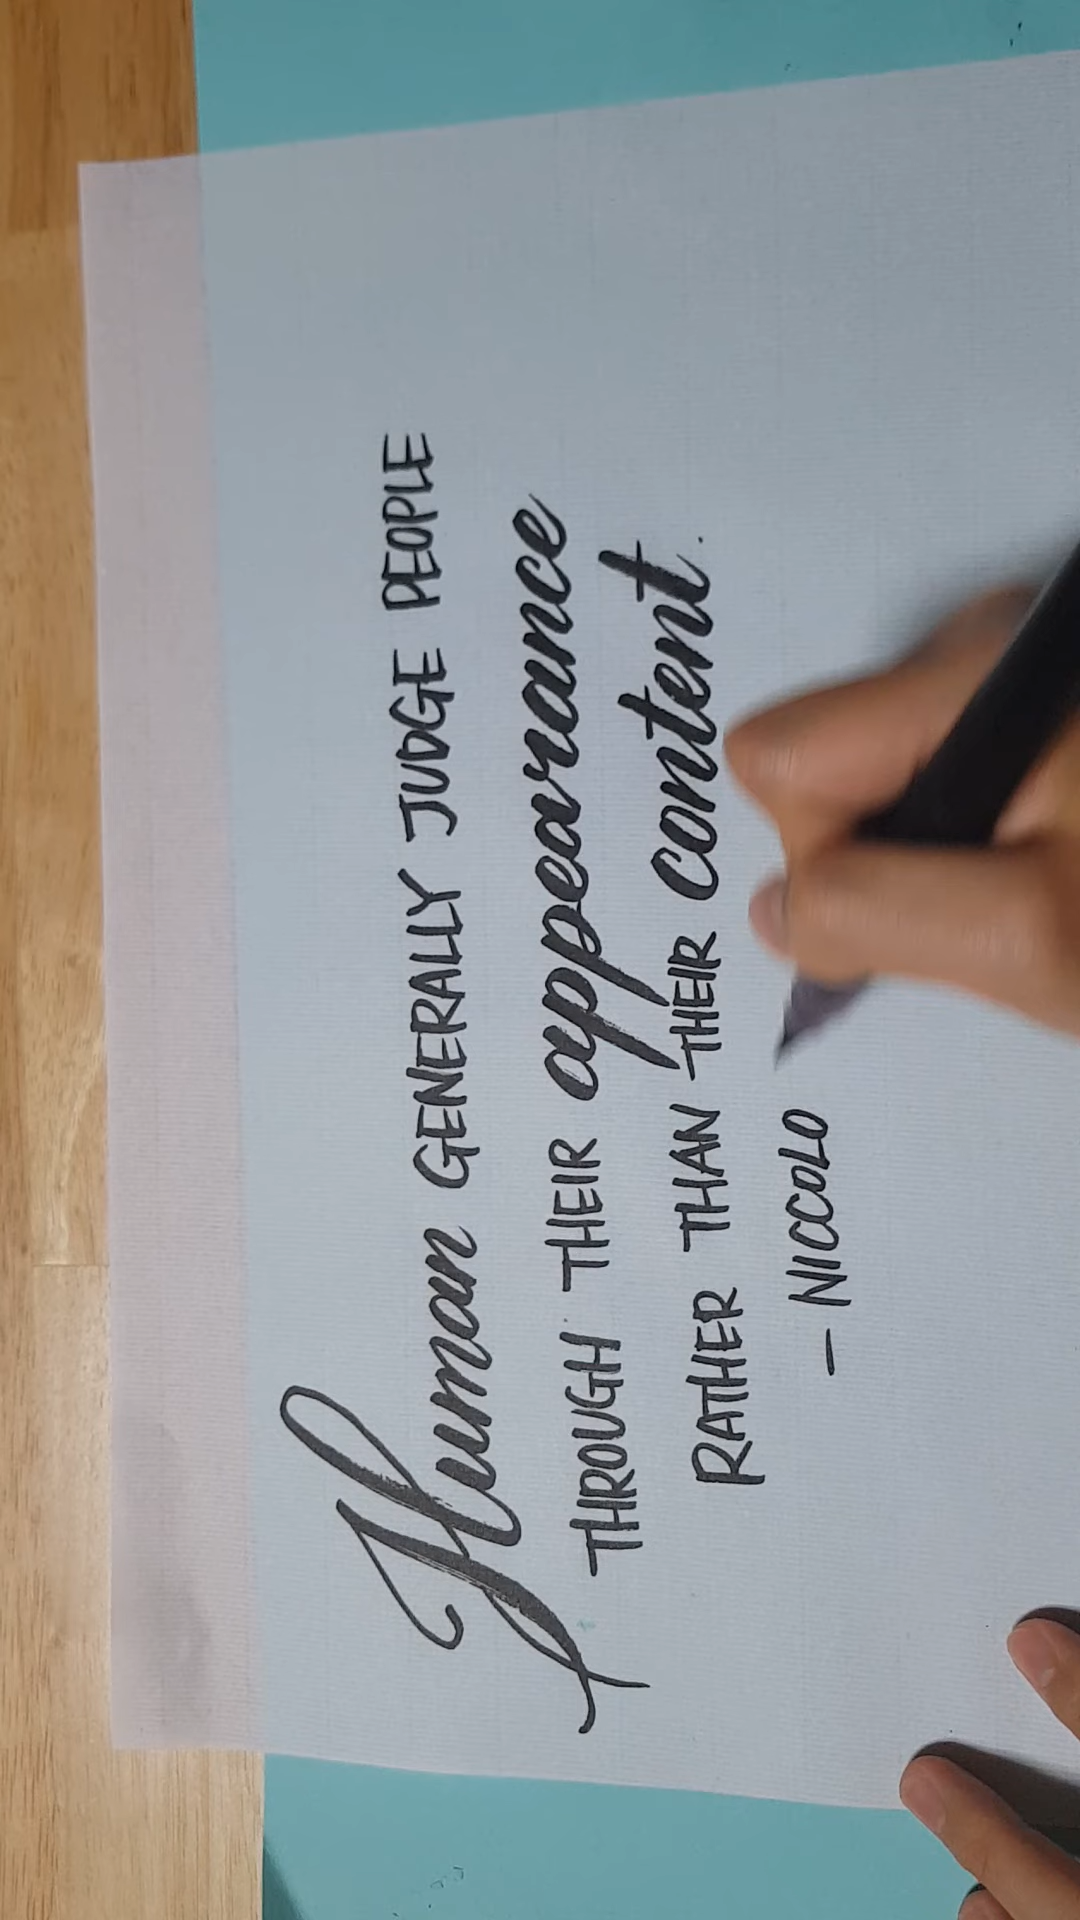 Human GENERALLY JUDGE PEOPLE
THROUGH THEIR appearance
RATHER THAN THEIR content.
– NICCOLO